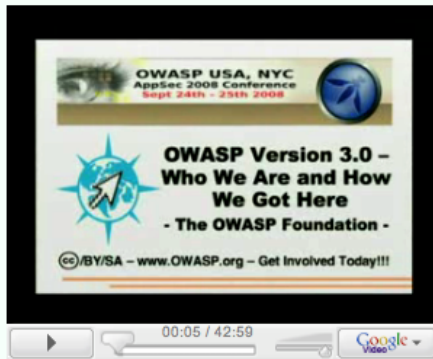 OWASP USA, NYC
AppSec 2008 Conference
Sept 24th - 25th 2008
OWASP Version 3.0 –
Who We Are and How
We Got Here
- The OWASP Foundation -
(cc)/BY/SA – www.OWASP.org – Get Involved Today!!!
00:05 / 42:59
Google
Video